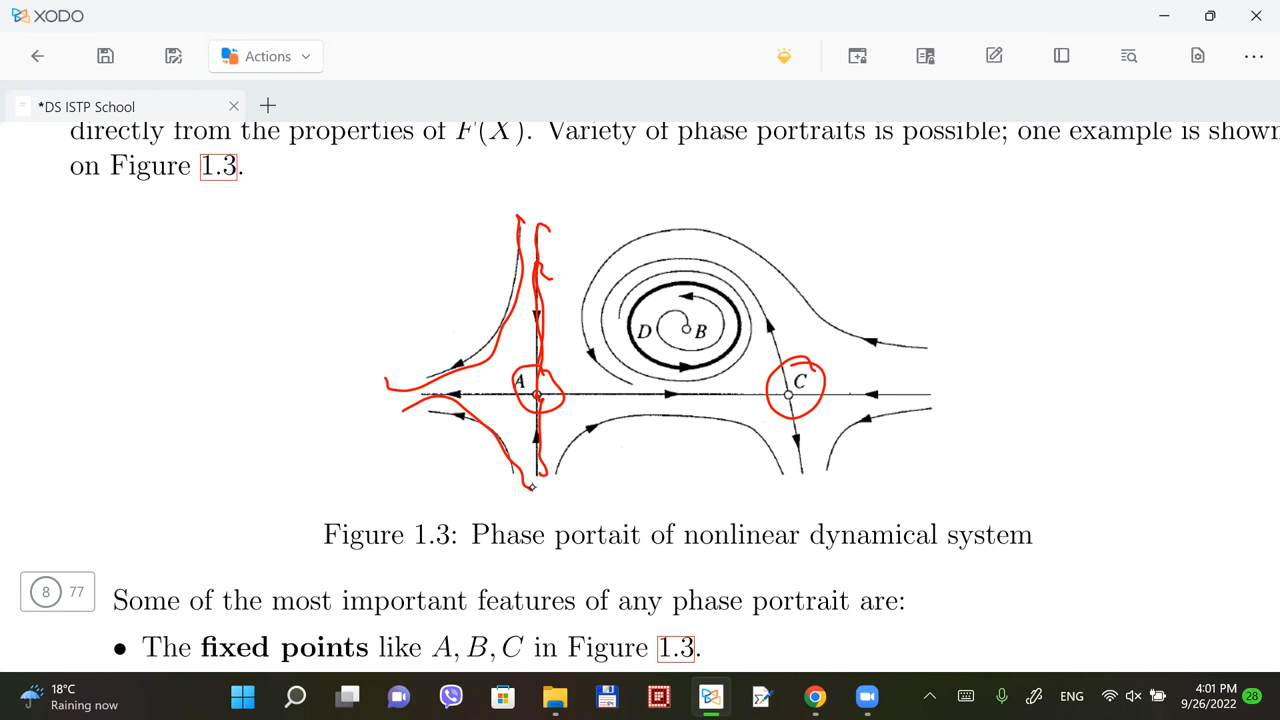 XODO
Actions
*DS ISTP School
directly from the properties of F(X). Variety of phase portraits is possible; one example is shown
on Figure 1.3.
A
D
B
C
Figure 1.3: Phase portait of nonlinear dynamical system
8 77
Some of the most important features of any phase portrait are:
• The fixed points like A, B, C in Figure 1.3.
18°C
Raining now
ENG
4:01 PM
9/26/2022
28